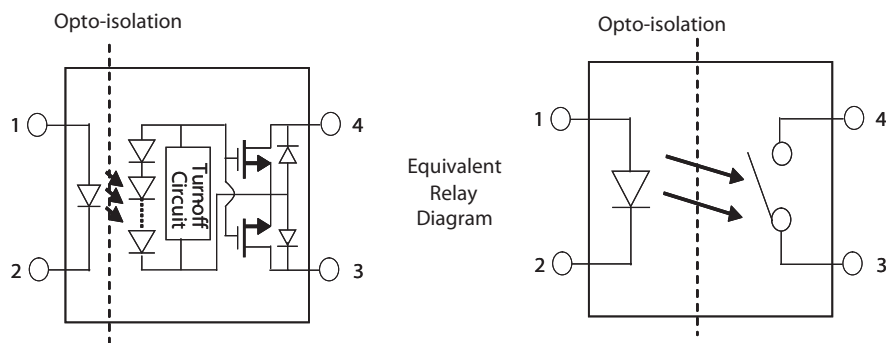 Opto-isolation
1
2
Turnoff
Circuit
4
3
Equivalent
Relay
Diagram
Opto-isolation
1
2
4
3